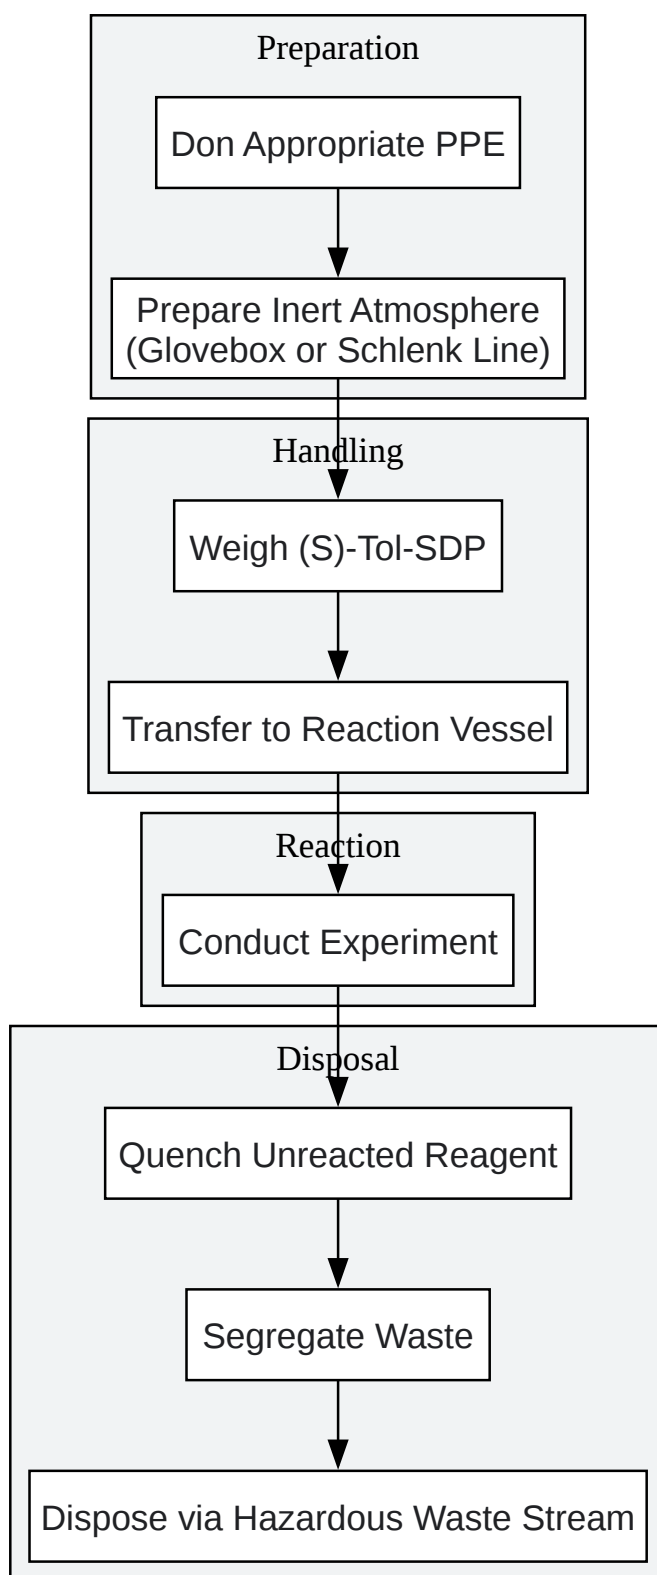 Preparation
Don Appropriate PPE
Prepare Inert Atmosphere
(Glovebox or Schlenk Line)
Handling
Weigh (S)-Tol-SDP
Transfer to Reaction Vessel
Reaction
Conduct Experiment
Disposal
Quench Unreacted Reagent
Segregate Waste
Dispose via Hazardous Waste Stream